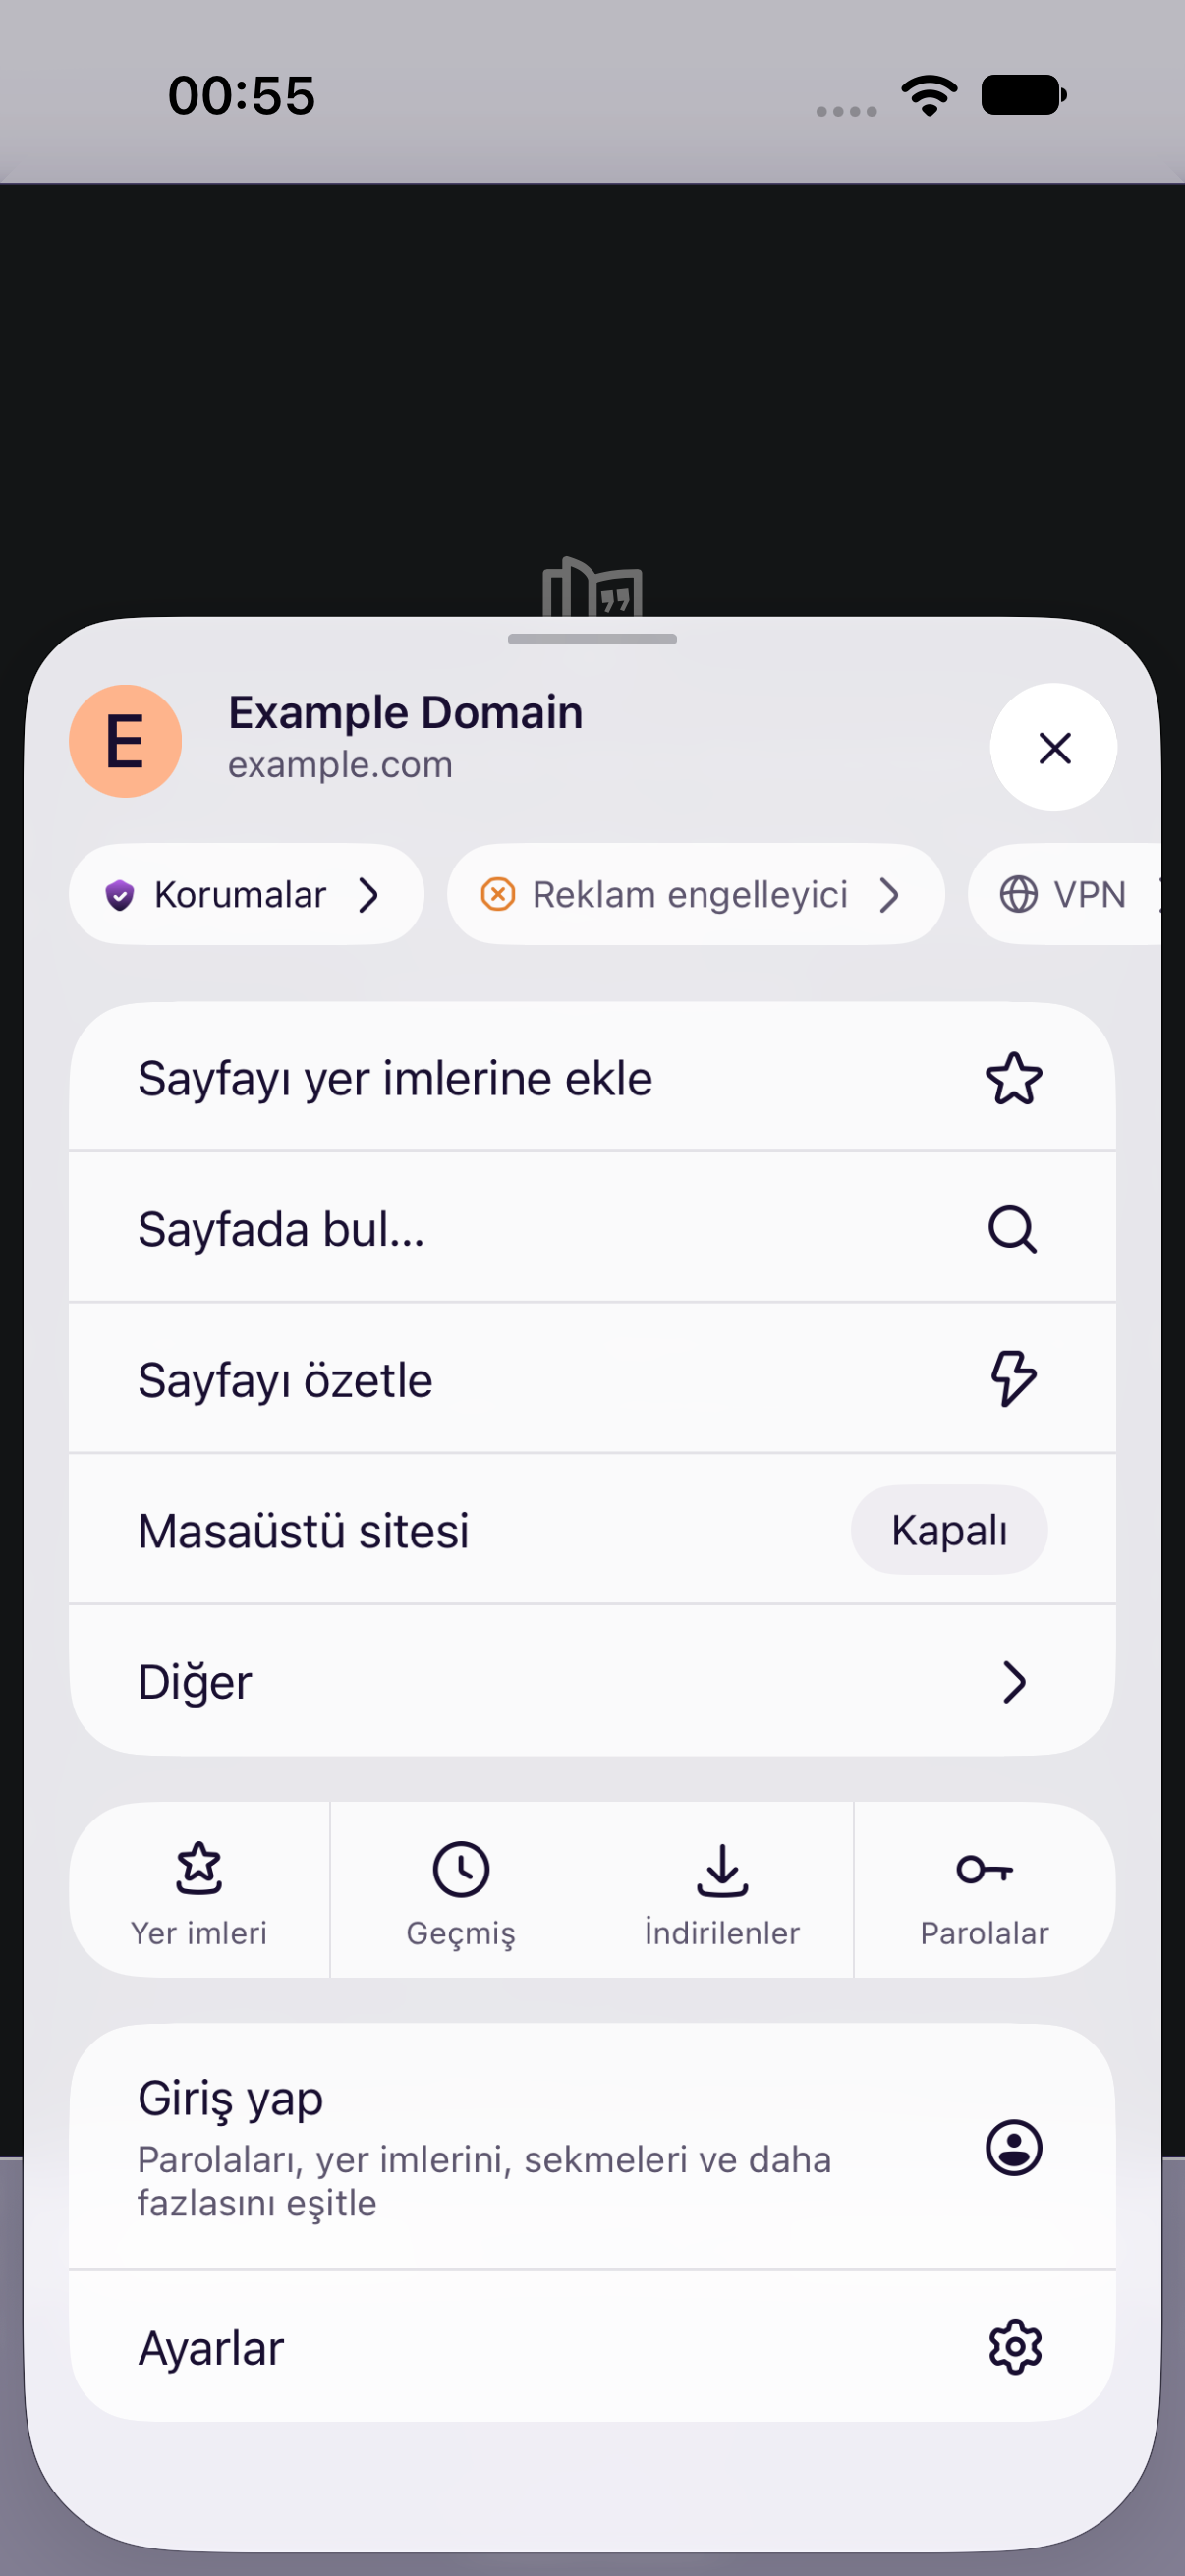 00:55
E
Example Domain
example.com
Korumalar
Reklam engelleyici
VPN
Sayfayı yer imlerine ekle
Sayfada bul...
Sayfayı özetle
Masaüstü sitesi
Kapalı
Diğer
Yer imleri
Geçmiş
İndirilenler
Parolalar
Giriş yap
Parolaları, yer imlerini, sekmeleri ve daha
fazlasını eşitle
Ayarlar